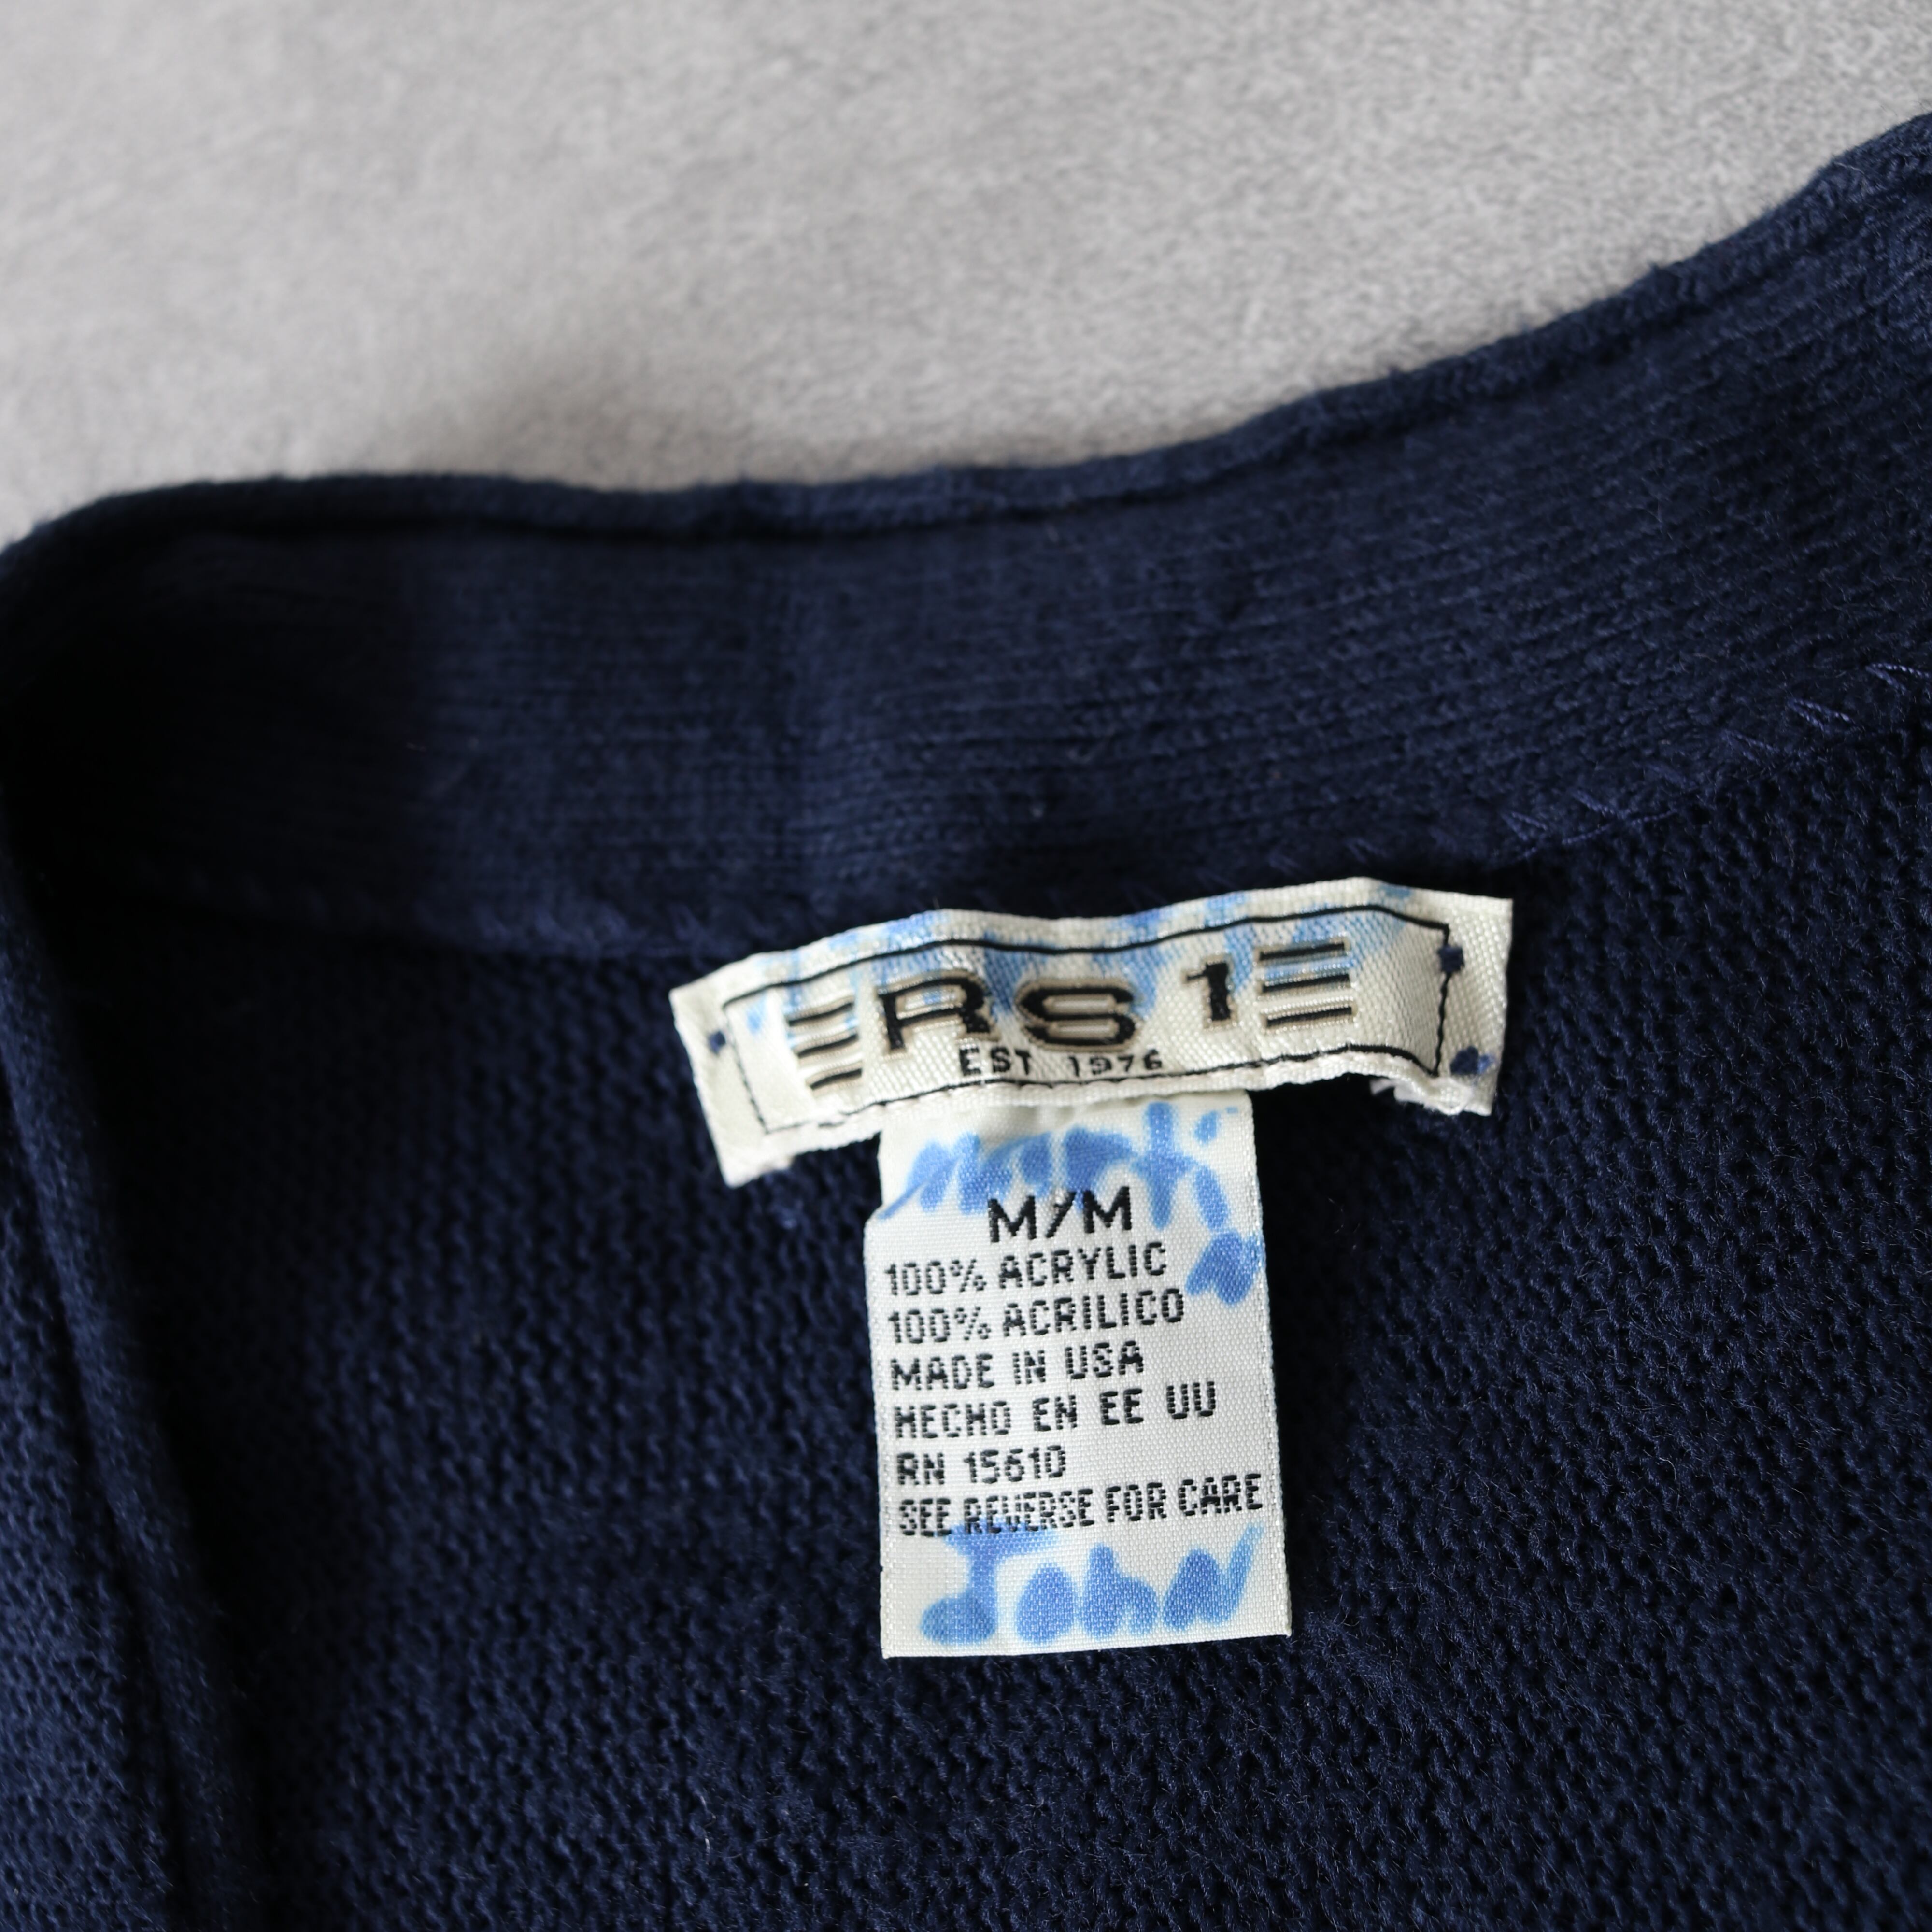 RS 1
EST 1976
M/M
100% ACRYLIC
100% ACRILICO
MADE IN USA
HECHO EN EE UU
RN 15610
SEE REVERSE FOR CARE
John